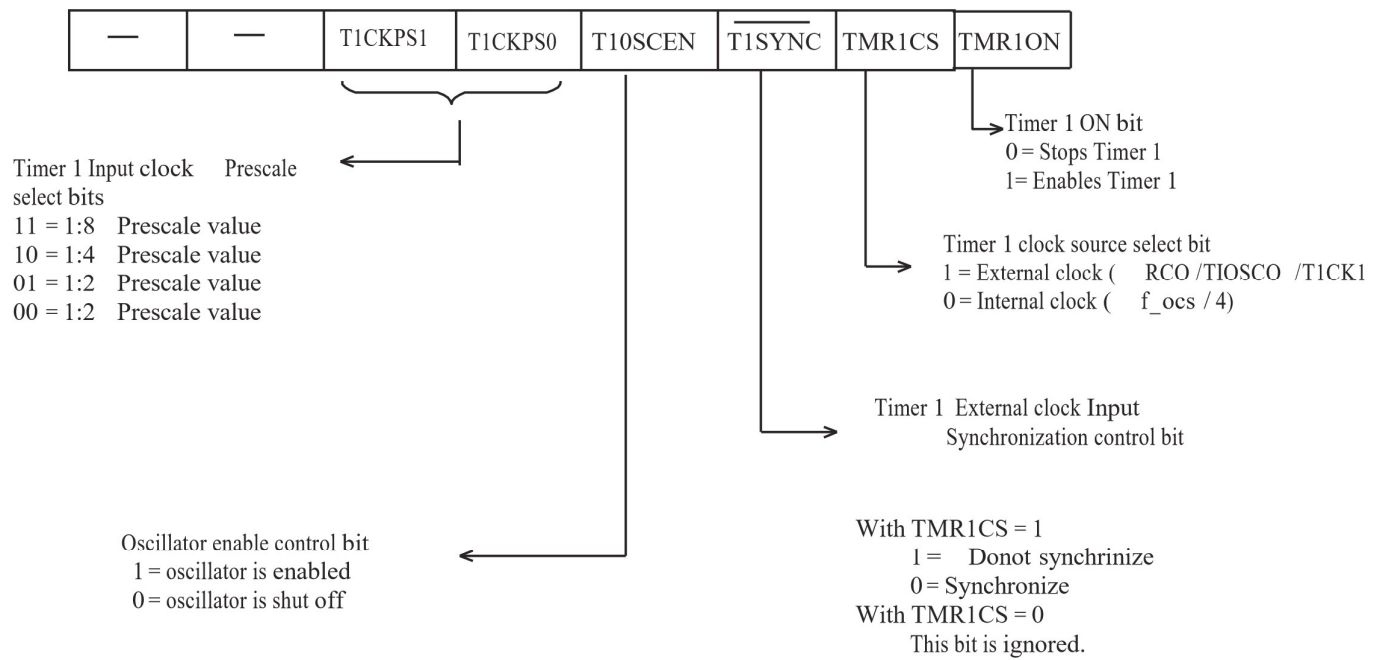 — — T1CKPS1 T1CKPS0 T10SCEN T1SYNC TMR1CS TMR1ON
Timer 1 ON bit
0 = Stops Timer 1
1= Enables Timer 1
Timer 1 Input clock Prescale
select bits
11 = 1:8 Prescale value
10 = 1:4 Prescale value
01 = 1:2 Prescale value
00 = 1:2 Prescale value
Timer 1 clock source select bit
1 = External clock ( RCO /TIOSCO /T1CK1
0 = Internal clock ( f_ocs / 4)
Timer 1 External clock Input
Synchronization control bit
Oscillator enable control bit
1 = oscillator is enabled
0 = oscillator is shut off
With TMR1CS = 1
1 = Donot synchrinize
0 = Synchronize
With TMR1CS = 0
This bit is ignored.